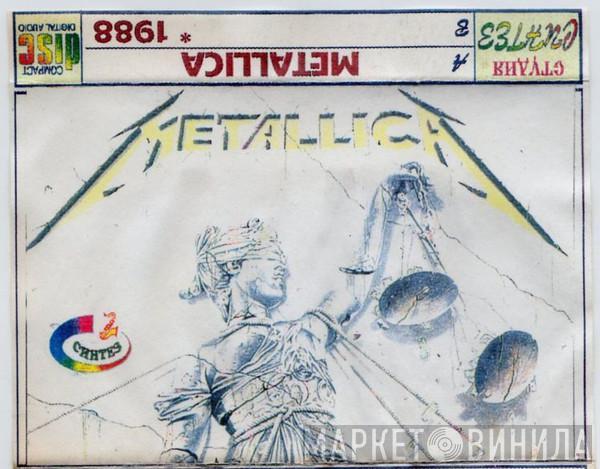 COMPACT
disc
DIGITAL AUDIO
* 1988
METALLICA
A
B
СТУДИЯ
СИНТЕЗ
METALLICA
СИНТЕЗ
МАРКЕТ ВИНИЛА